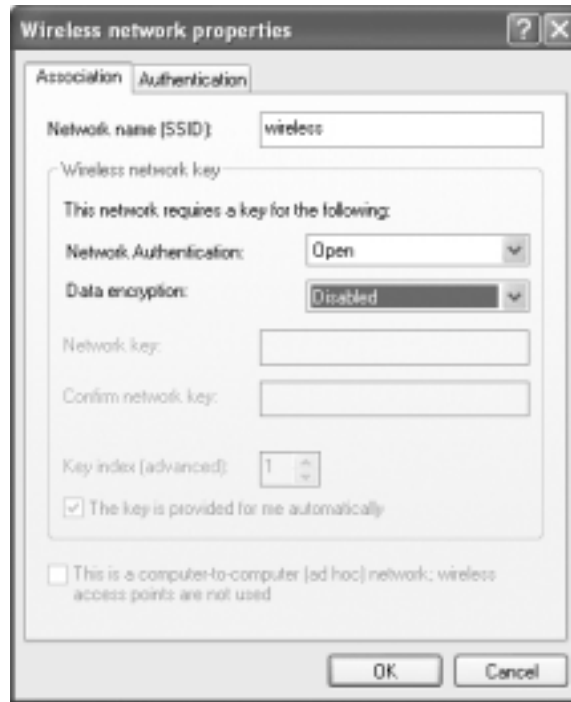 Wireless network properties
Association Authentication
Network name (SSID): wireless
Wireless network key
This network requires a key for the following:
Network Authentication: Open
Data encryption: Disabled
Network key:
Confirm network key:
Key index (advanced): 1
The key is provided for me automatically
This is a computer-to-computer (ad hoc) network; wireless
access points are not used
OK Cancel